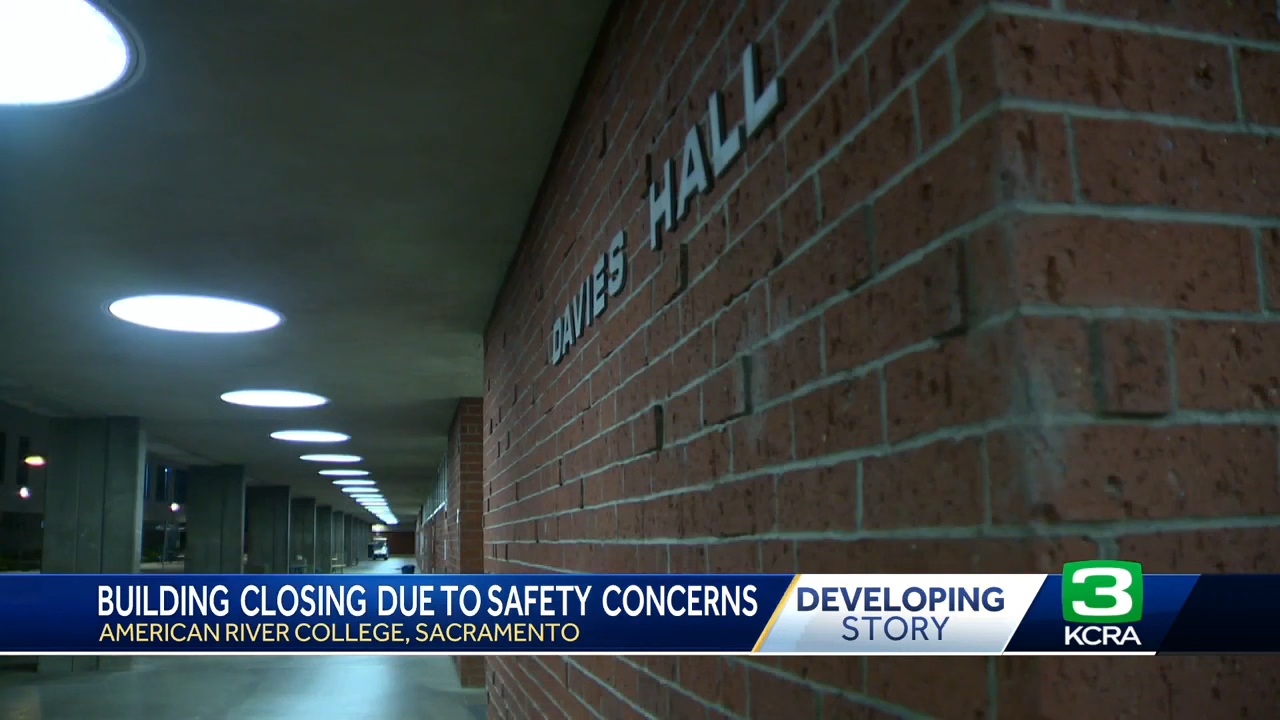 DAVIES HALL
BUILDING CLOSING DUE TO SAFETY CONCERNS
AMERICAN RIVER COLLEGE, SACRAMENTO
DEVELOPING
STORY
3
KCRA